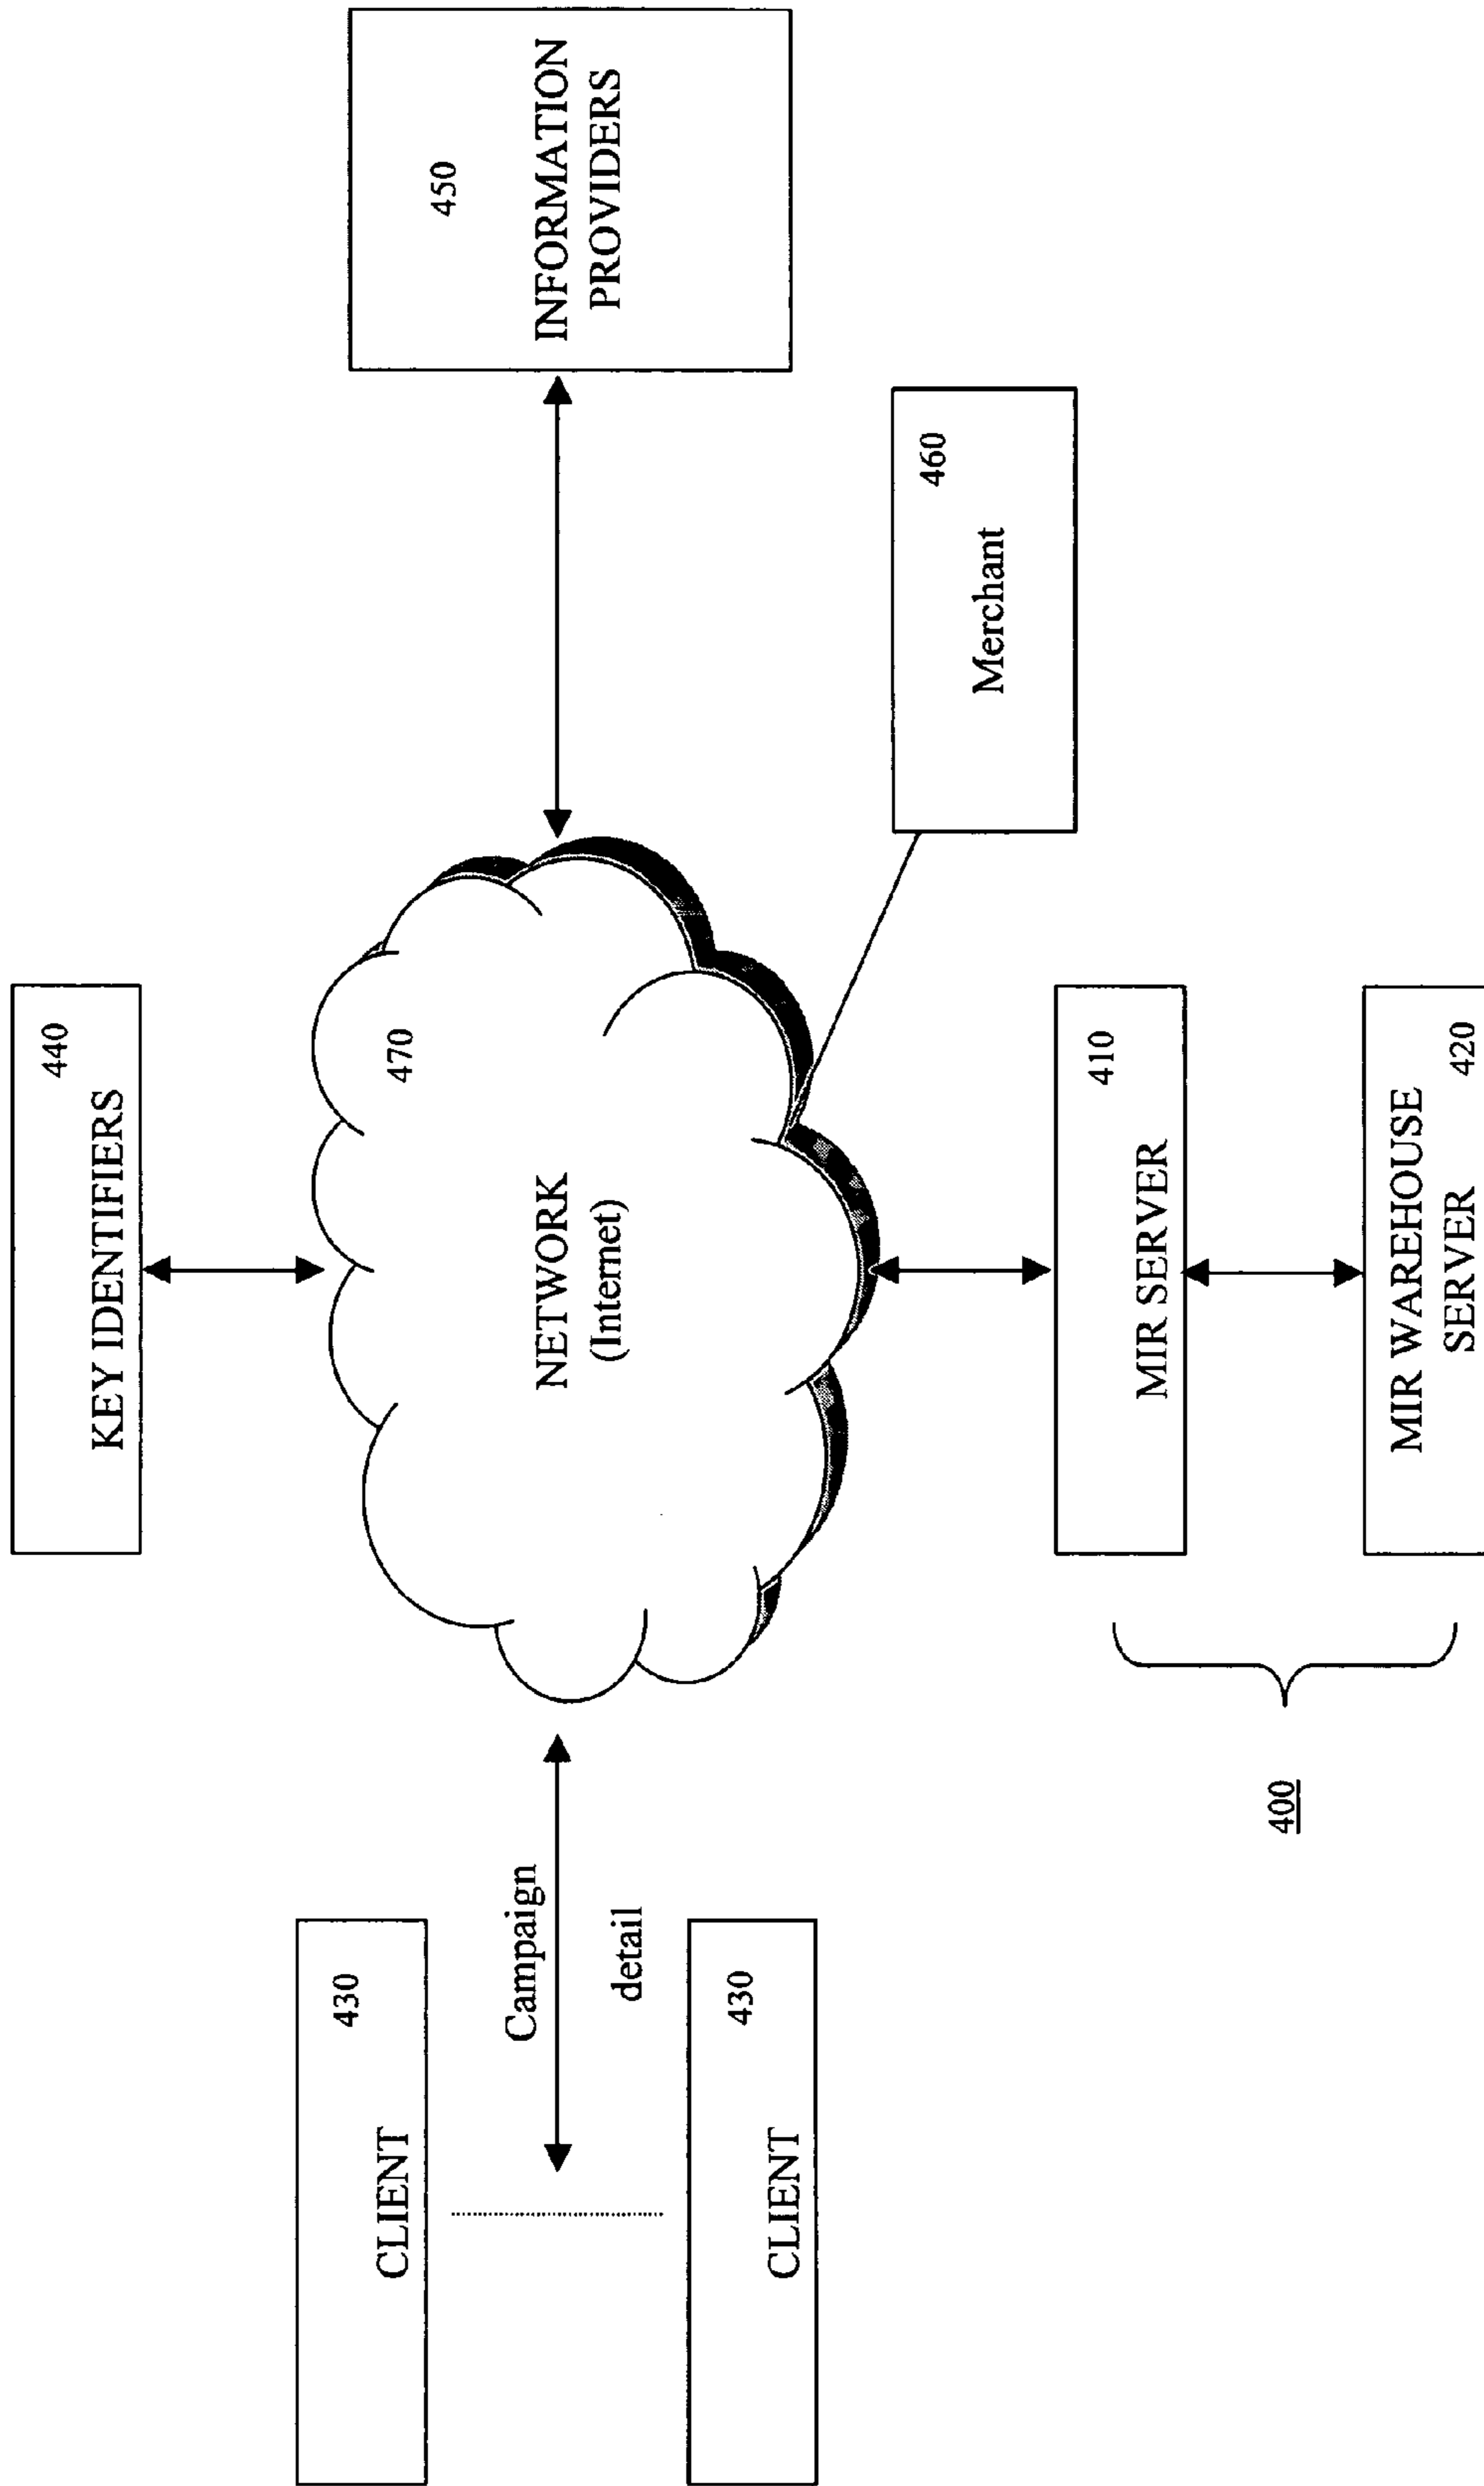 440
KEY IDENTIFIERS
430
CLIENT
Campaign
detail
430
CLIENT
470
NETWORK
(Internet)
450
INFORMATION
PROVIDERS
460
Merchant
410
MIR SERVER
MIR WAREHOUSE
SERVER
420
400